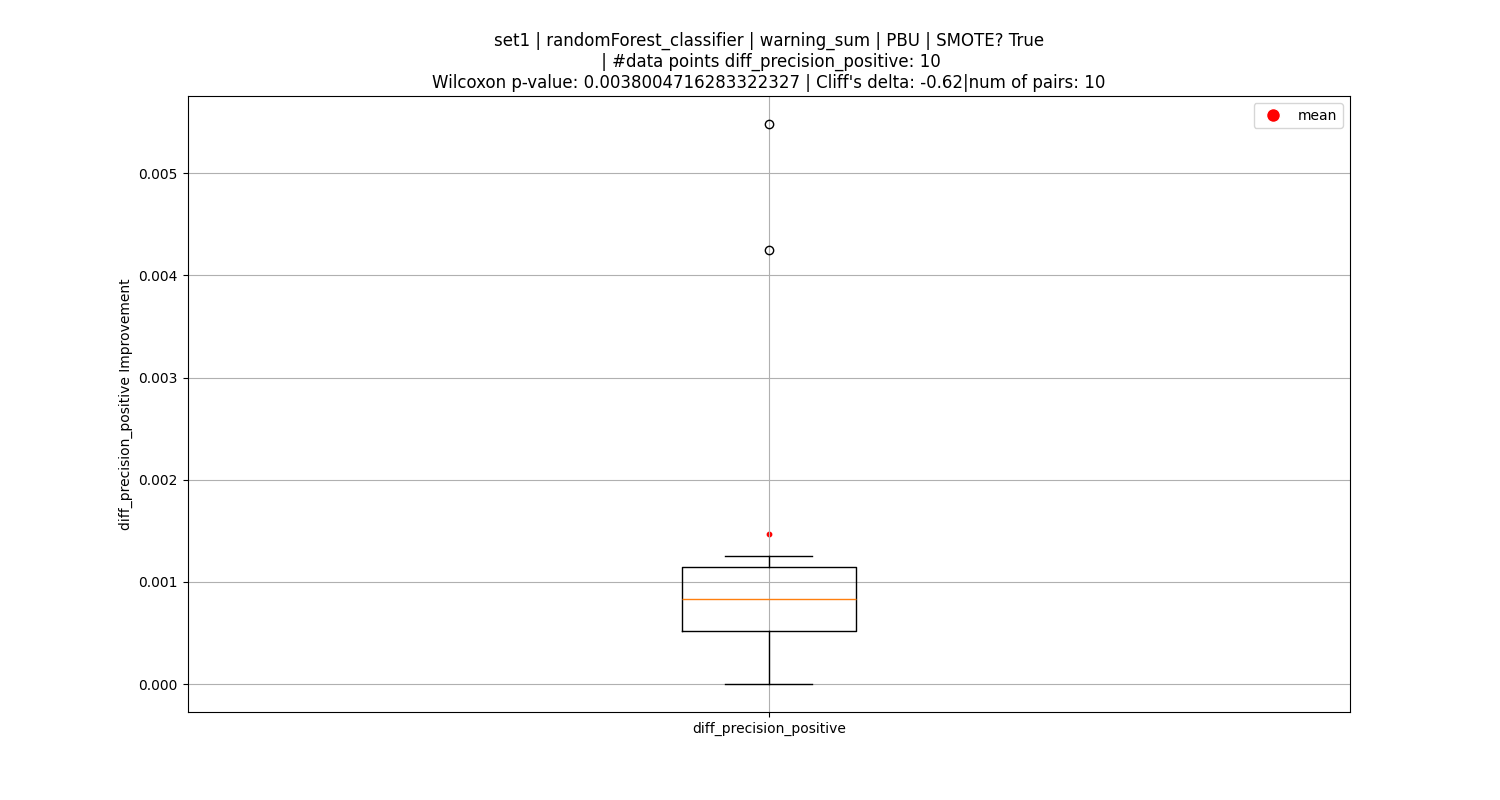 set1 | randomForest_classifier | warning_sum | PBU | SMOTE? True
| #data points diff_precision_positive: 10
Wilcoxon p-value: 0.0038004716283322327 | Cliff's delta: -0.62|num of pairs: 10
mean
0.005
0.004
0.003
0.002
0.001
0.000
diff_precision_positive Improvement
diff_precision_positive